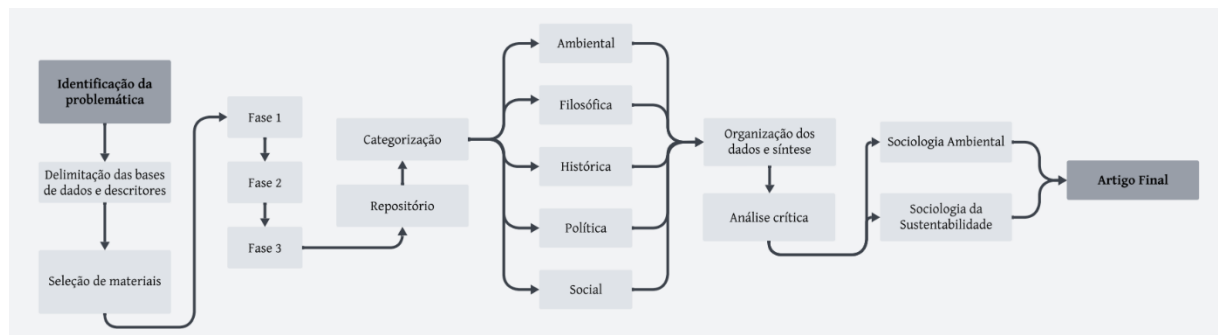 Identificação da
problemática
Delimitação das bases
de dados e descritores
Seleção de materiais
Fase 1
Fase 2
Fase 3
Repositório
Categorização
Ambiental
Filosófica
Histórica
Política
Social
Organização dos
dados e síntese
Análise crítica
Sociologia Ambiental
Sociologia da
Sustentabilidade
Artigo Final